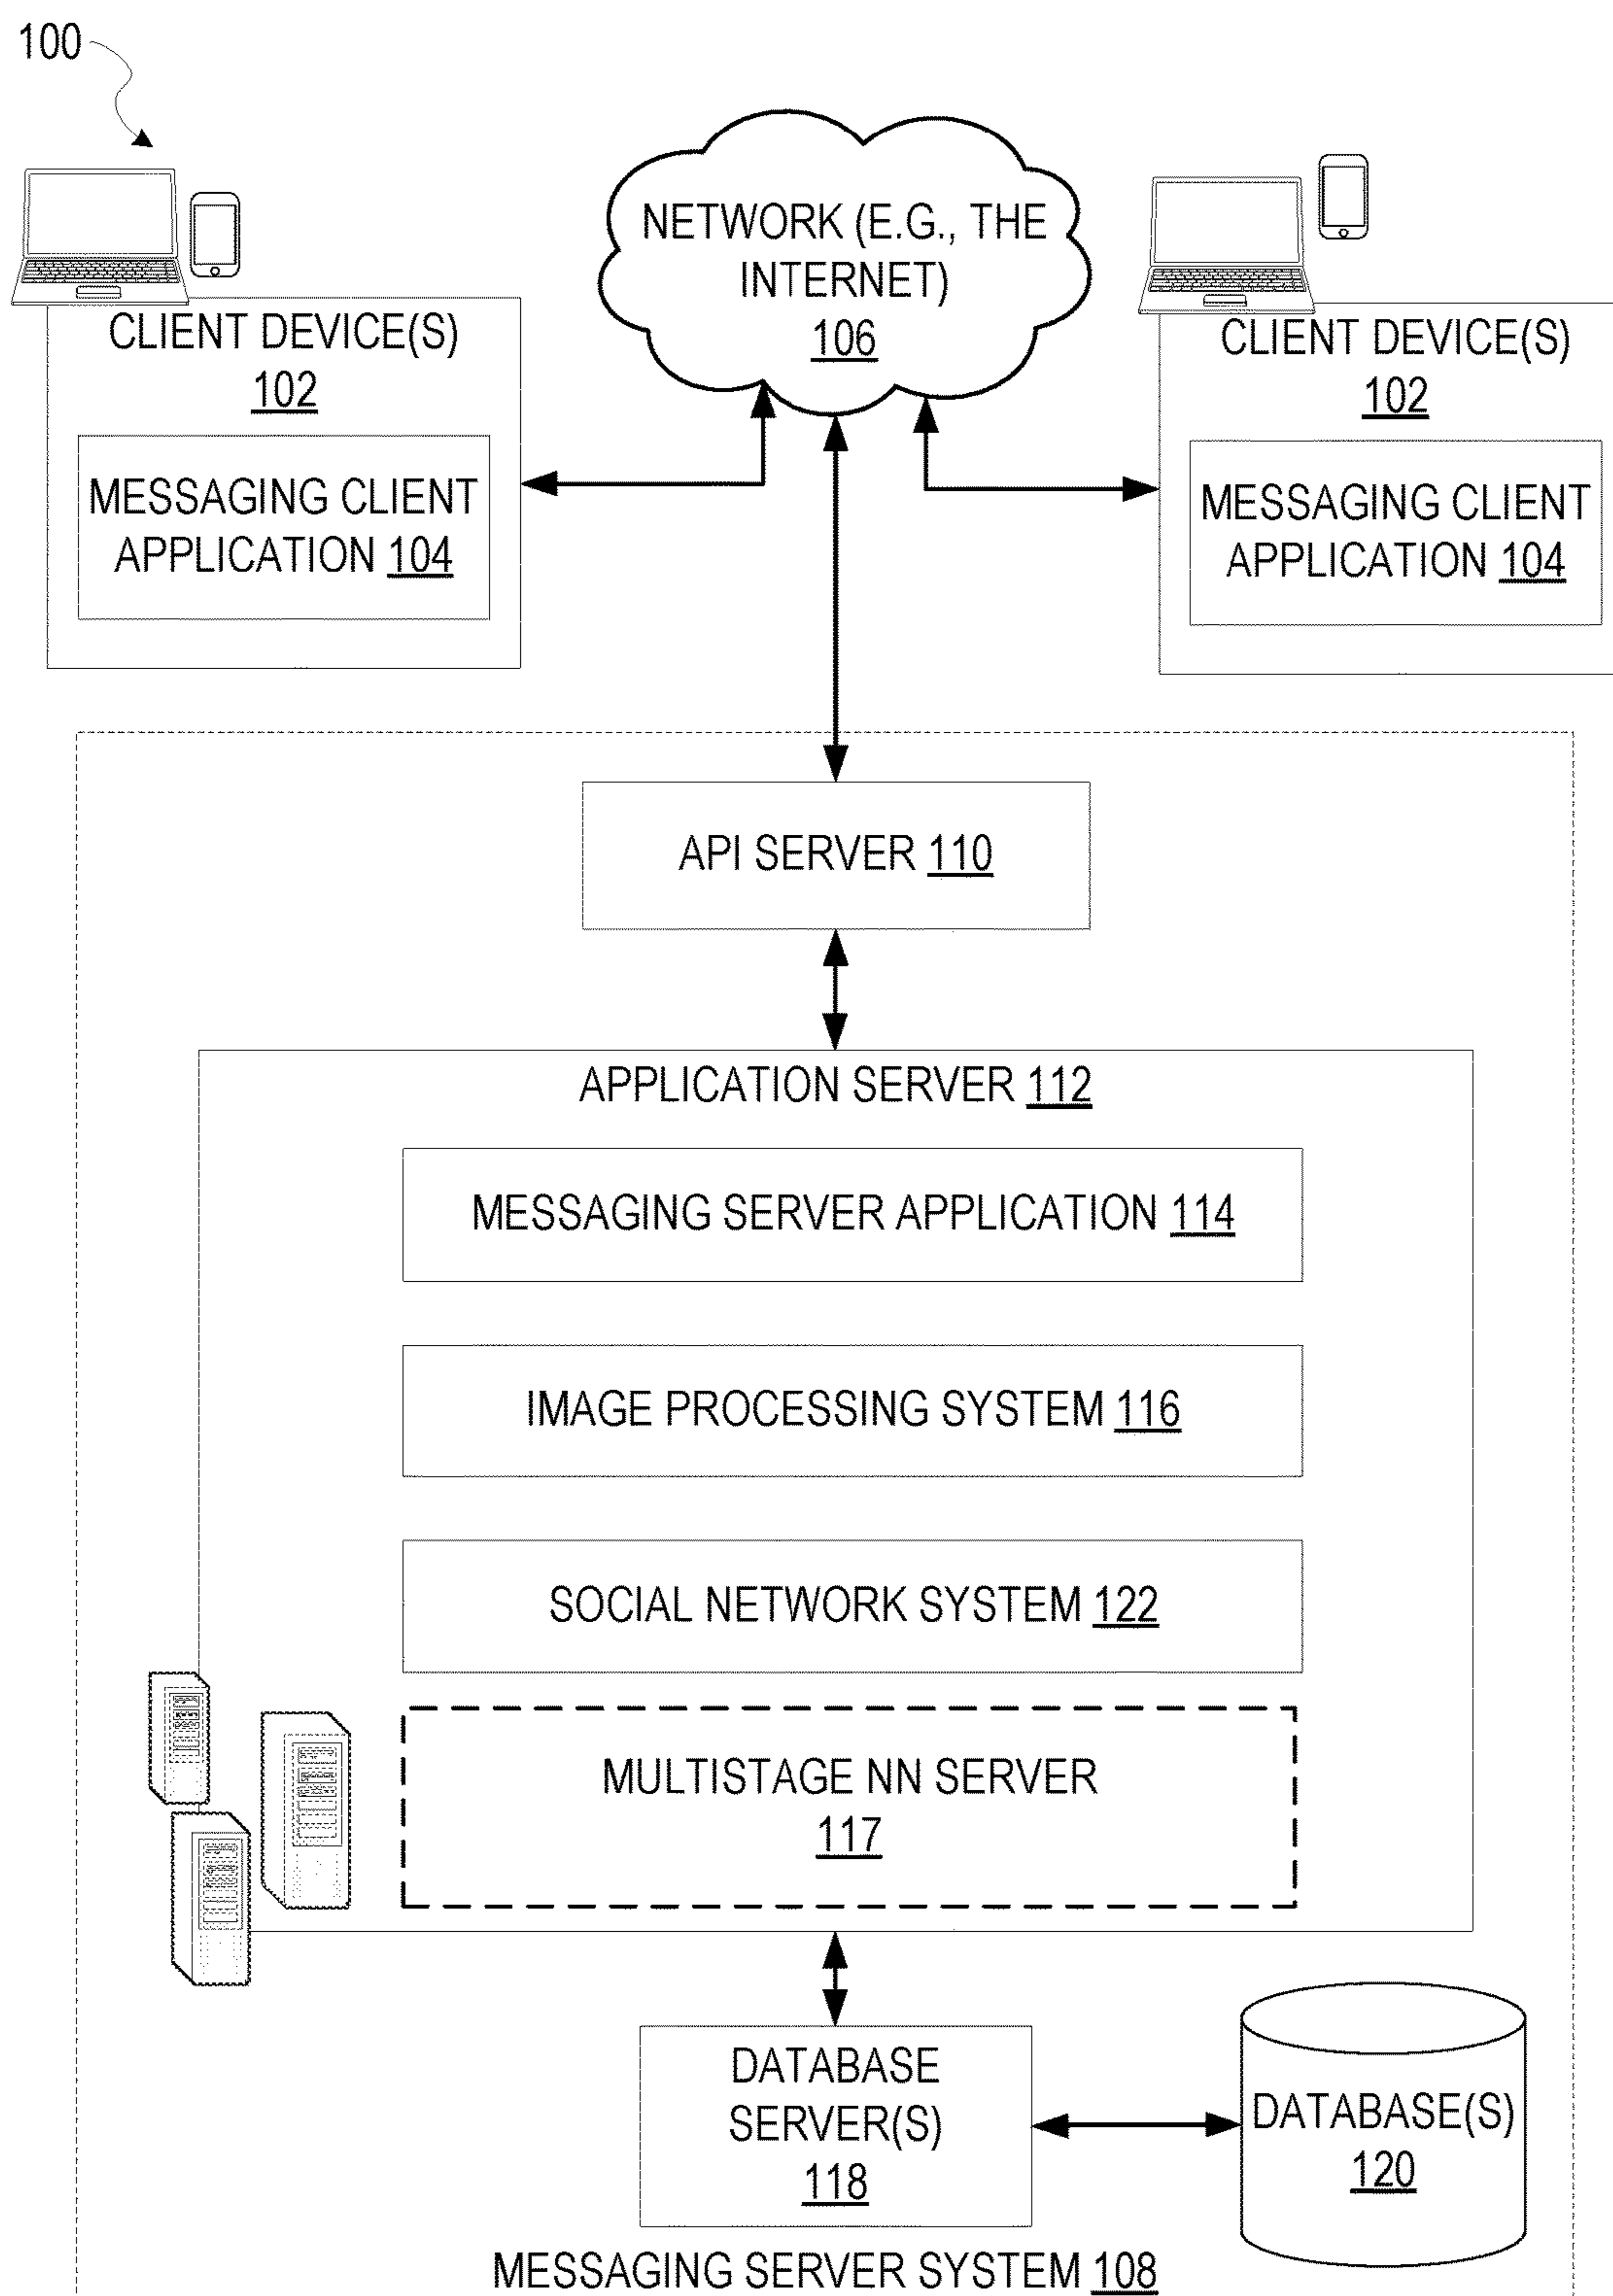 100
NETWORK (E.G., THE
INTERNET)
106
CLIENT DEVICE(S)
102
MESSAGING CLIENT
APPLICATION 104
CLIENT DEVICE(S)
102
MESSAGING CLIENT
APPLICATION 104
API SERVER 110
APPLICATION SERVER 112
MESSAGING SERVER APPLICATION 114
IMAGE PROCESSING SYSTEM 116
SOCIAL NETWORK SYSTEM 122
MULTISTAGE NN SERVER
117
DATABASE
SERVER(S)
118
DATABASE(S)
120
MESSAGING SERVER SYSTEM 108